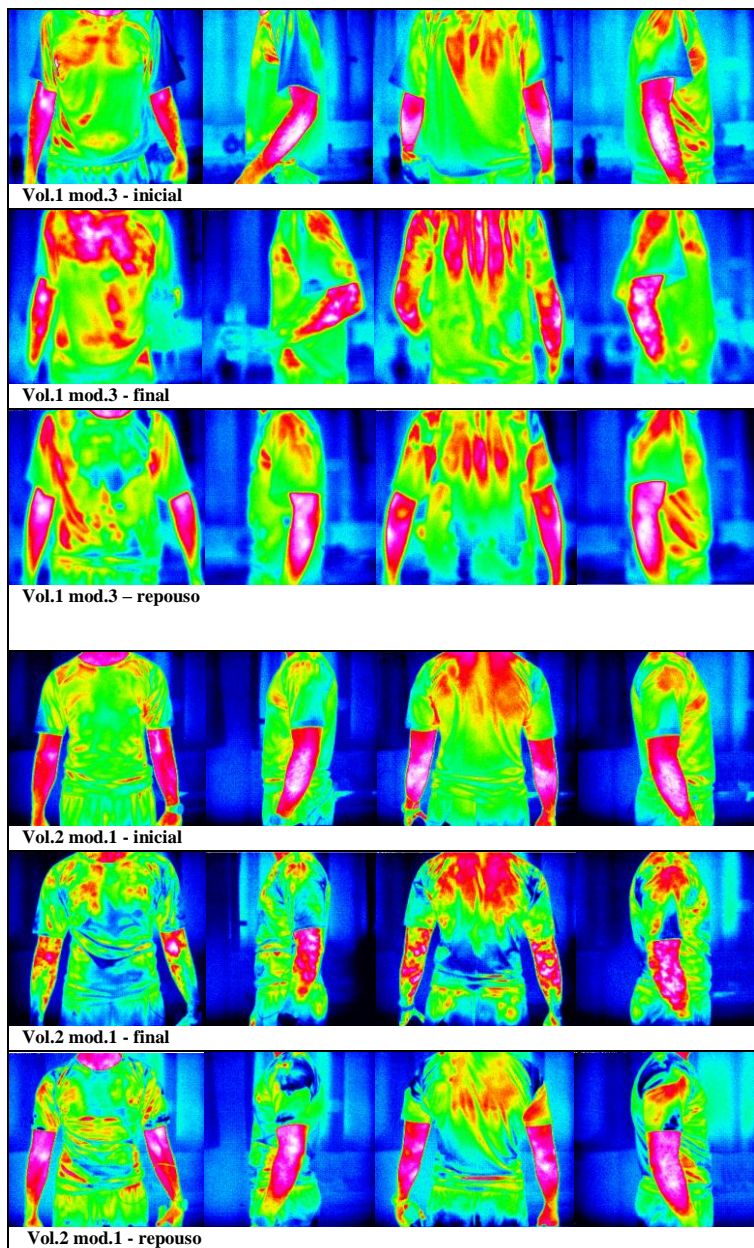 Vol.1 mod.3 - inicial
Vol.1 mod.3 - final
Vol.1 mod.3 – repouso
Vol.2 mod.1 - inicial
Vol.2 mod.1 - final
Vol.2 mod.1 - repouso